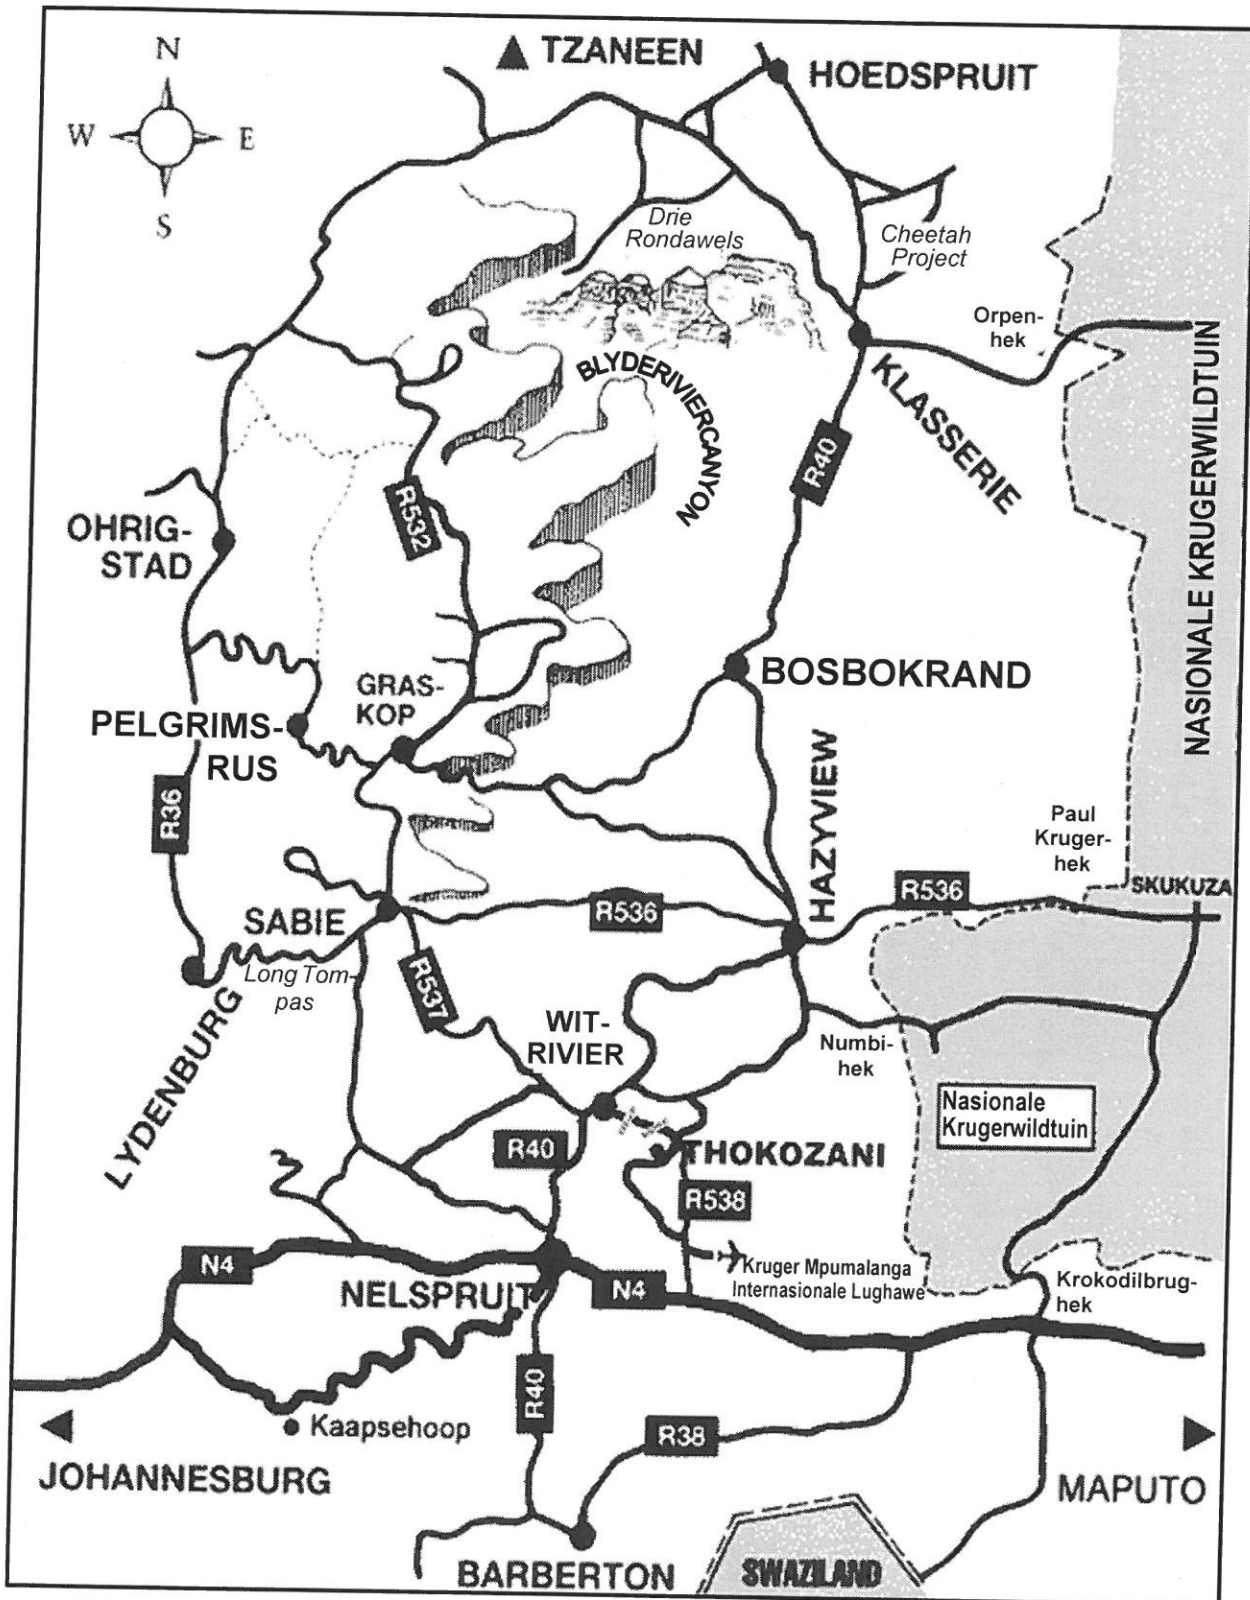 N
W
E
S
TZANEEN
HOEDSPRUIT
Drie
Rondawels
Cheetah
Project
Orpen-
hek
BLYDERIVIERCANYON
KLASSERIE
R40
NASIONALE KRUGERWILDTUIN
R532
OHRIG-
STAD
GRAS-
KOP
BOSBOKRAND
PELGRIMS-
RUS
R36
HAZYVIEW
Paul
Kruger-
hek
SKUKUZA
R536
R536
SABIE
Long Tom-
pas
LYDENBURG
R537
WIT-
RIVIER
Numbi-
hek
Nasionale
Krugerwildtuin
R40
THOKOZANI
R538
N4
Kruger Mpumalanga
Internasionale Lughawe
Krokodilbrug-
hek
NELSPRUIT
N4
R40
Kaapsehoop
R38
JOHANNESBURG
MAPUTO
BARBERTON
SWAZILAND